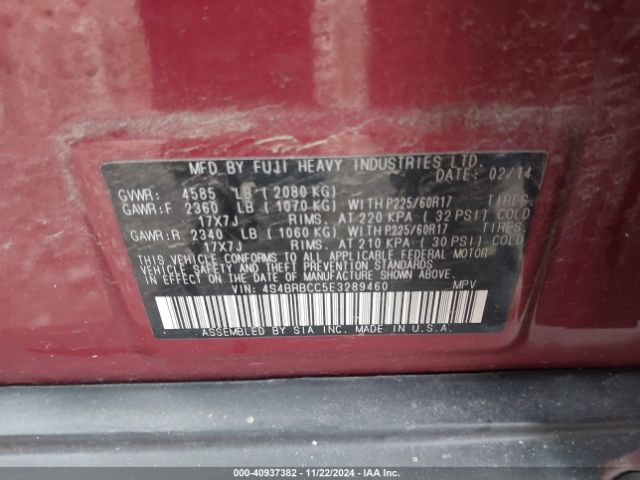 MFD BY FUJI HEAVY INDUSTRIES LTD.
DATE: 02/14
GVWR: 4585 LB (2080 KG)
GAWR:F 2360 LB (1070 KG) WITH P225/60R17 TIRES,
17X7J RIMS, AT 220 KPA (32 PSI) COLD
GAWR:R 2340 LB (1060 KG) WITH P225/60R17 TIRES,
17X7J RIMS, AT 210 KPA (30 PSI) COLD
THIS VEHICLE CONFORMS TO ALL APPLICABLE FEDERAL MOTOR
VEHICLE SAFETY AND THEFT PREVENTION STANDARDS
IN EFFECT ON THE DATE OF MANUFACTURE SHOWN ABOVE.
VIN: 4S4BRBCC5E3289460 MPV
ASSEMBLED BY SIA INC. MADE IN U.S.A.
000-40937382 - 11/22/2024 - IAAI